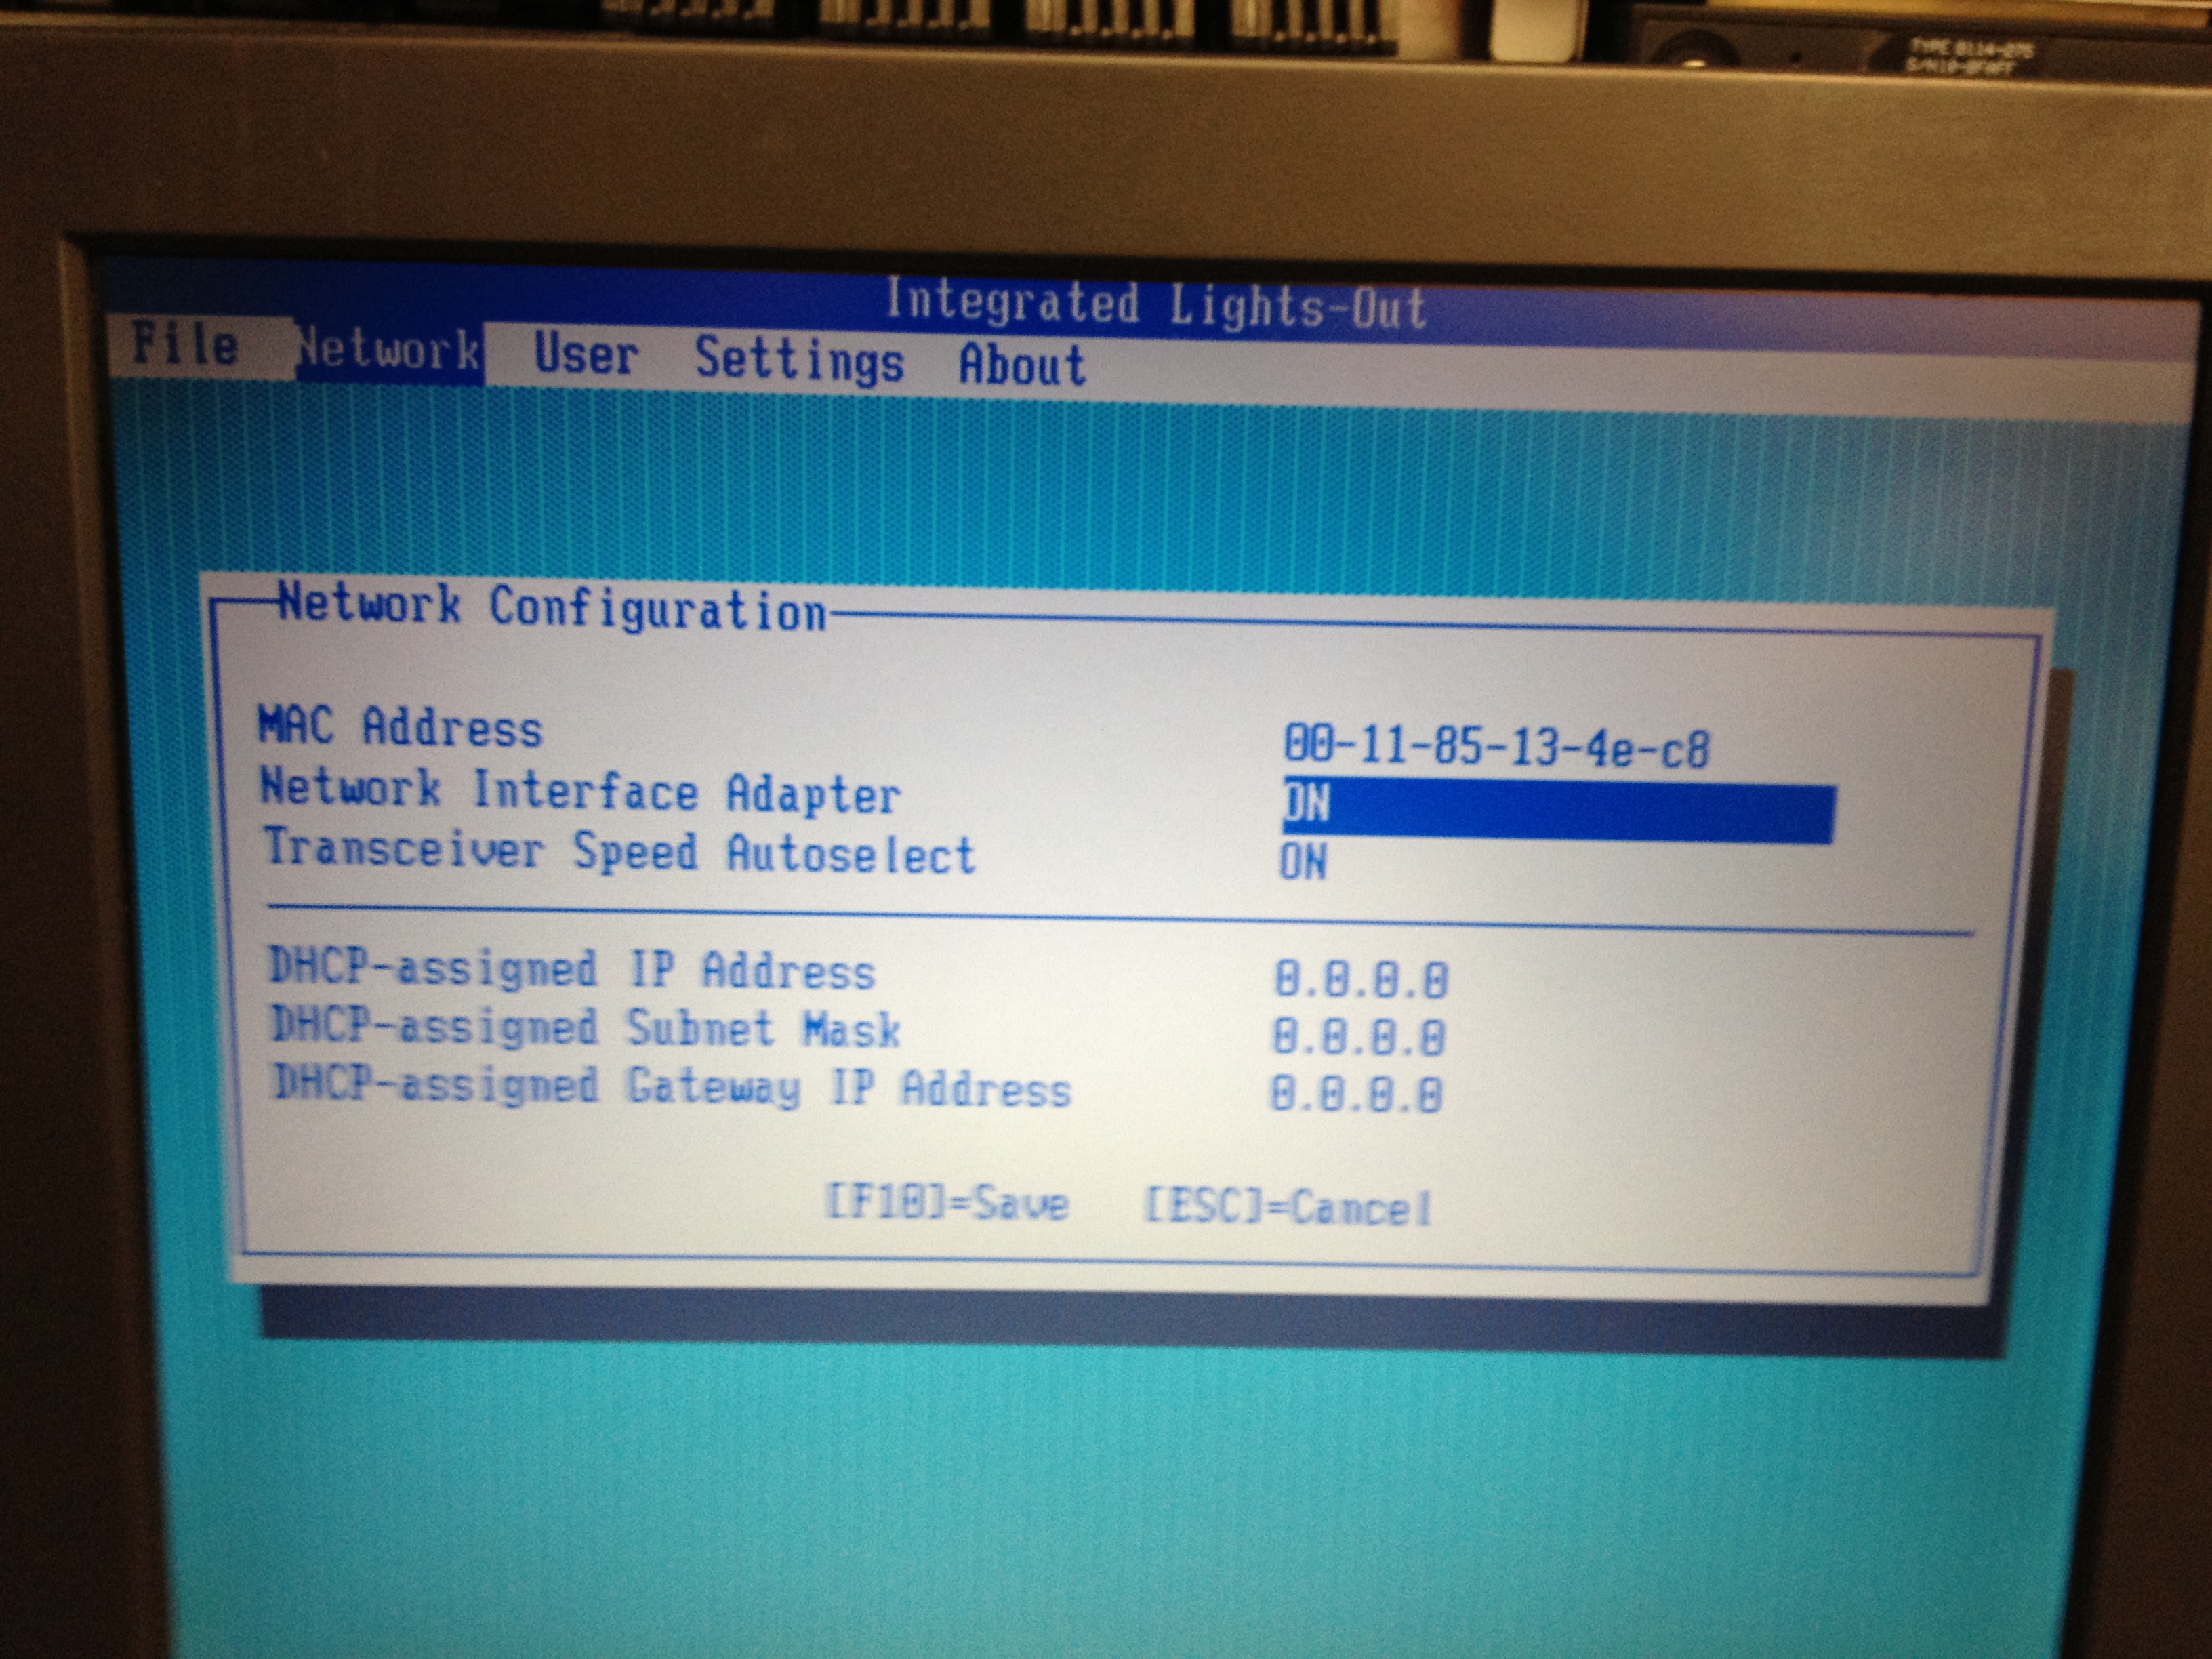 TYPE 8114-
Integrated Lights-Out
File Network User Settings About
Network Configuration
MAC Address 00-11-85-13-4e-c8
Network Interface Adapter ON
Transceiver Speed Autoselect ON
DHCP-assigned IP Address 0.0.0.0
DHCP-assigned Subnet Mask 0.0.0.0
DHCP-assigned Gateway IP Address 0.0.0.0
[F10]=Save [ESC]=Cancel